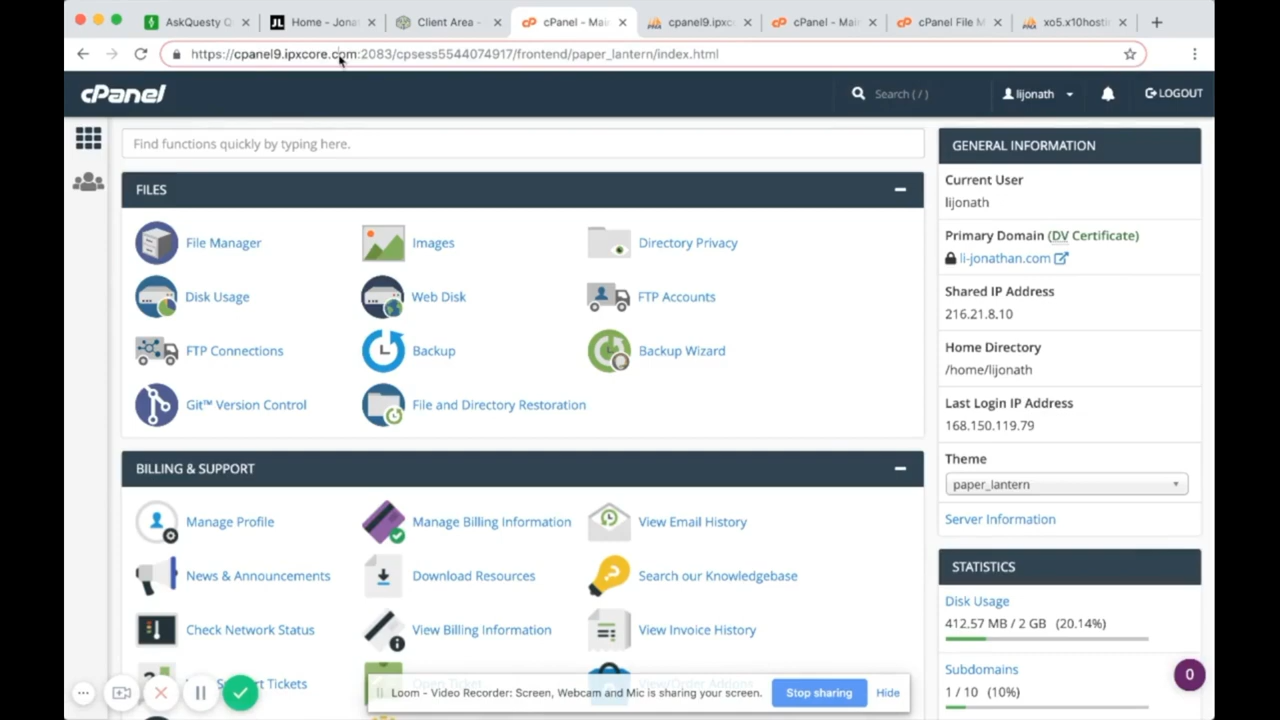 AskQuesty Q
Home - Jona
Client Area -
cPanel - Mai
cpanel9.ipxc
cPanel - Mai
cPanel File M
xo5.x10hosti
https://cpanel9.ipxcore.com:2083/cpsess5544074917/frontend/paper_lantern/index.html
cPanel
Search ( / )
lijonath
LOGOUT
Find functions quickly by typing here.
FILES
File Manager
Images
Directory Privacy
Disk Usage
Web Disk
FTP Accounts
FTP Connections
Backup
Backup Wizard
Git™ Version Control
File and Directory Restoration
BILLING & SUPPORT
Manage Profile
Manage Billing Information
View Email History
News & Announcements
Download Resources
Search our Knowledgebase
Check Network Status
View Billing Information
View Invoice History
Tickets
GENERAL INFORMATION
Current User
lijonath
Primary Domain (DV Certificate)
li-jonathan.com
Shared IP Address
216.21.8.10
Home Directory
/home/lijonath
Last Login IP Address
168.150.119.79
Theme
paper_lantern
Server Information
STATISTICS
Disk Usage
412.57 MB / 2 GB (20.14%)
Subdomains
1 / 10 (10%)
0
Loom – Video Recorder: Screen, Webcam and Mic is sharing your screen.
Stop sharing
Hide